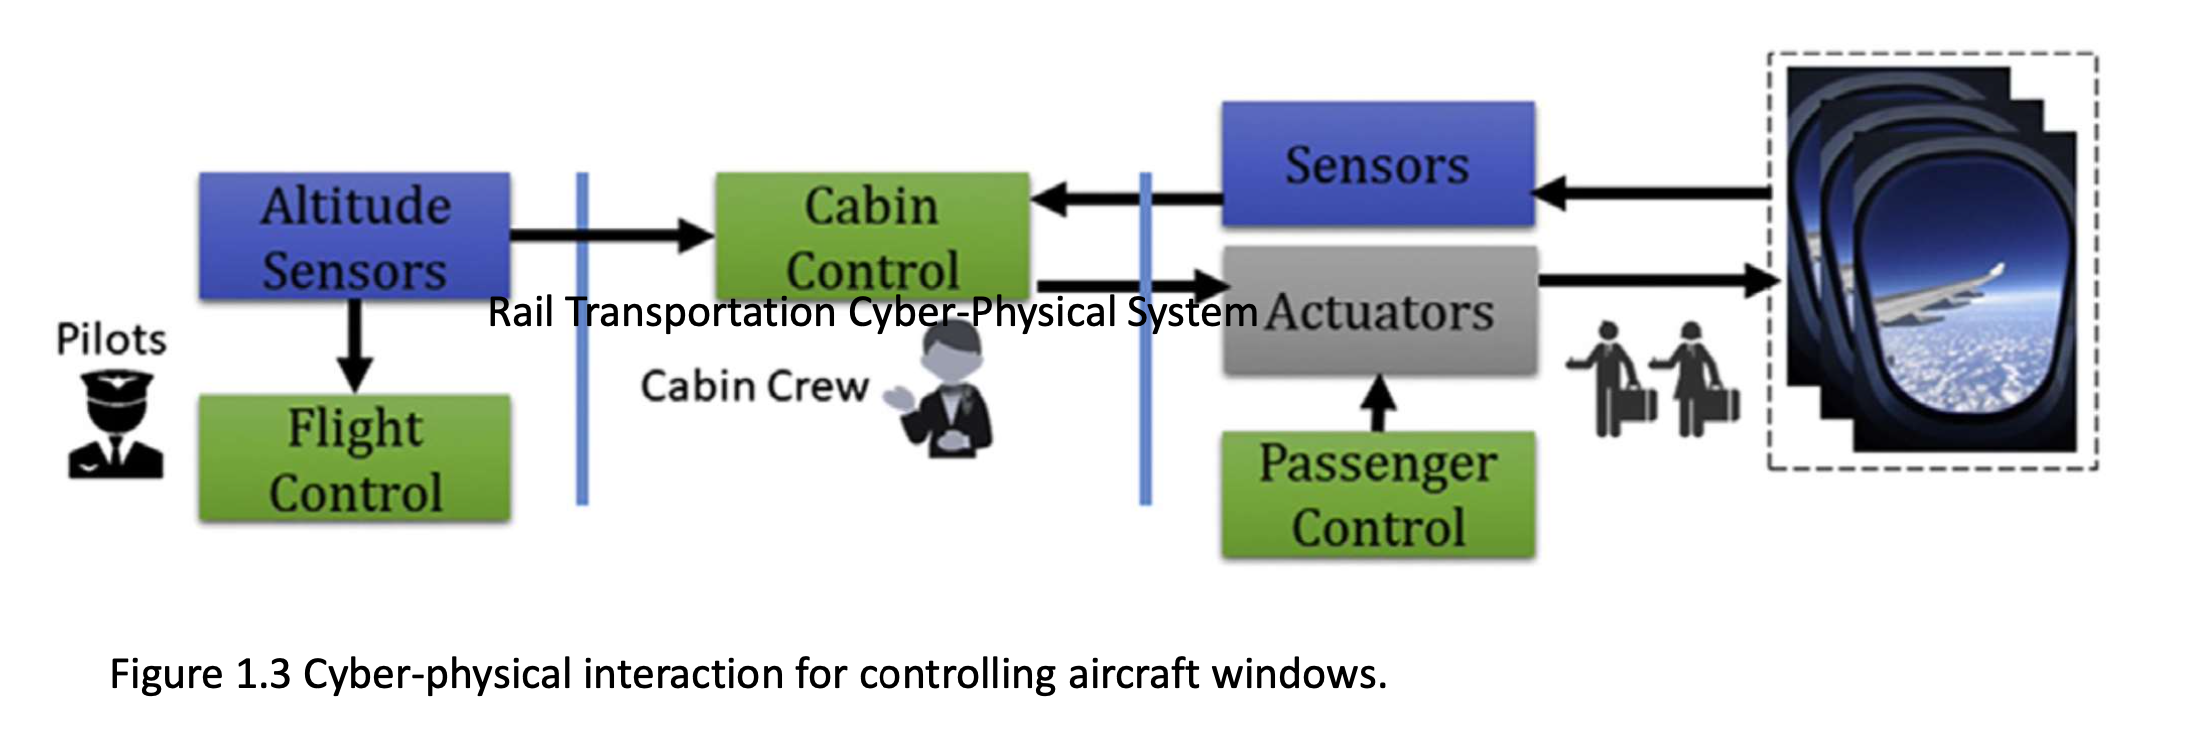 Sensors
Altitude
Sensors
Cabin
Control
Rail Transportation Cyber-Physical System
Actuators
Pilots
Cabin Crew
Flight
Control
Passenger
Control
Figure 1.3 Cyber-physical interaction for controlling aircraft windows.